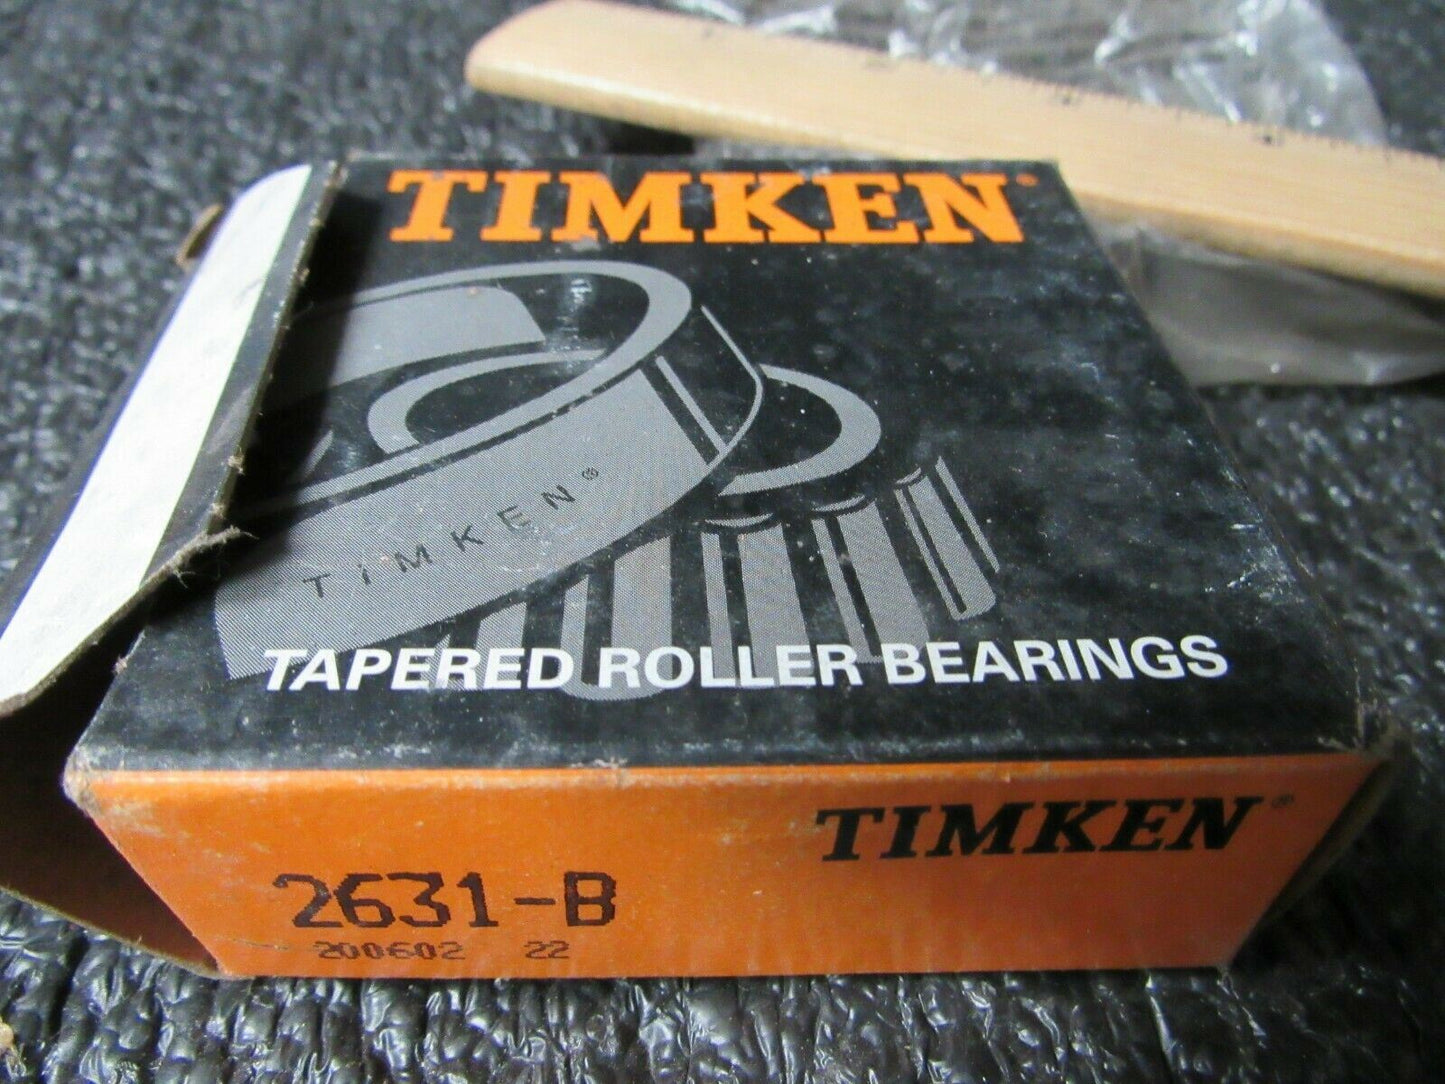 TIMKEN®
TIMKEN®
TAPERED ROLLER BEARINGS
TIMKEN®
2631-B
200602 22